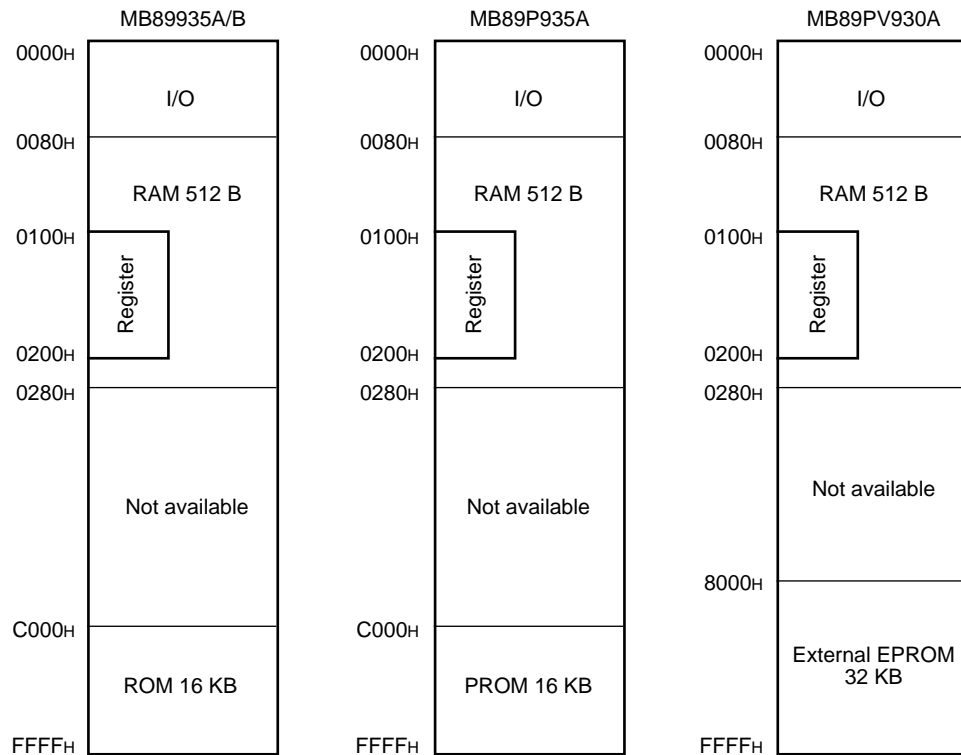 MB89935A/B
0000H
I/O
0080H
RAM 512 B
0100H
Register
0200H
0280H
Not available
C000H
ROM 16 KB
FFFFH
MB89P935A
0000H
I/O
0080H
RAM 512 B
0100H
Register
0200H
0280H
Not available
C000H
PROM 16 KB
FFFFH
MB89PV930A
0000H
I/O
0080H
RAM 512 B
0100H
Register
0200H
0280H
Not available
8000H
External EPROM
32 KB
FFFFH